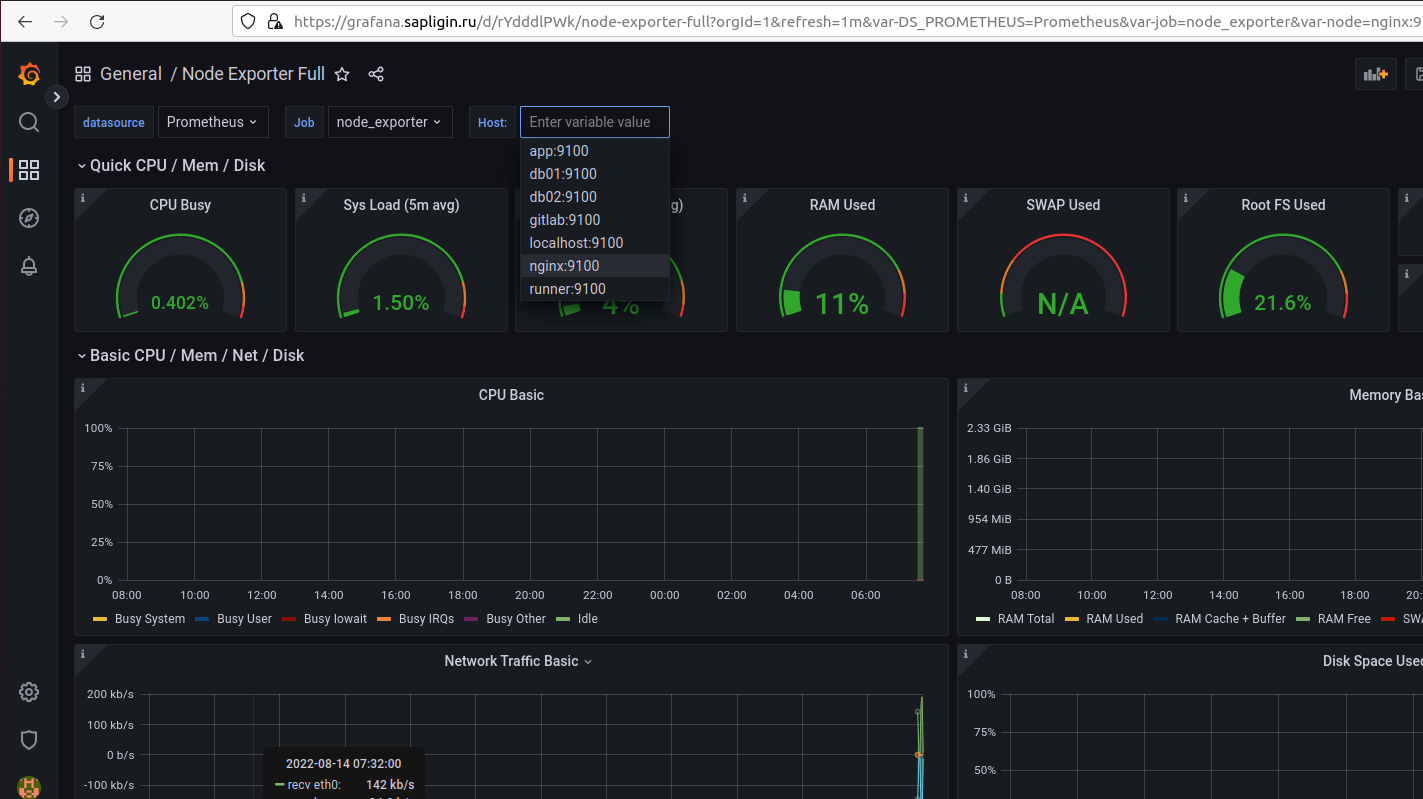 https://grafana.sapligin.ru/d/rYdddlPWk/node-exporter-full?orgId=1&refresh=1m&var-DS_PROMETHEUS=Prometheus&var-job=node_exporter&var-node=nginx:9
General / Node Exporter Full
datasource Prometheus Job node_exporter Host: Enter variable value
app:9100
db01:9100
db02:9100
gitlab:9100
localhost:9100
nginx:9100
runner:9100
Quick CPU / Mem / Disk
CPU Busy
0.402%
Sys Load (5m avg)
1.50%
g)
4%
RAM Used
11%
SWAP Used
N/A
Root FS Used
21.6%
Basic CPU / Mem / Net / Disk
CPU Basic
100%
75%
50%
25%
0%
08:00 10:00 12:00 14:00 16:00 18:00 20:00 22:00 00:00 02:00 04:00 06:00
Busy System Busy User Busy Iowait Busy IRQs Busy Other Idle
Memory Bas
2.33 GiB
1.86 GiB
1.40 GiB
954 MiB
477 MiB
0 B
08:00 10:00 12:00 14:00 16:00 18:00 20:
RAM Total RAM Used RAM Cache + Buffer RAM Free SWA
Network Traffic Basic
200 kb/s
100 kb/s
0 b/s
-100 kb/s
2022-08-14 07:32:00
recv eth0: 142 kb/s
Disk Space Used
100%
75%
50%